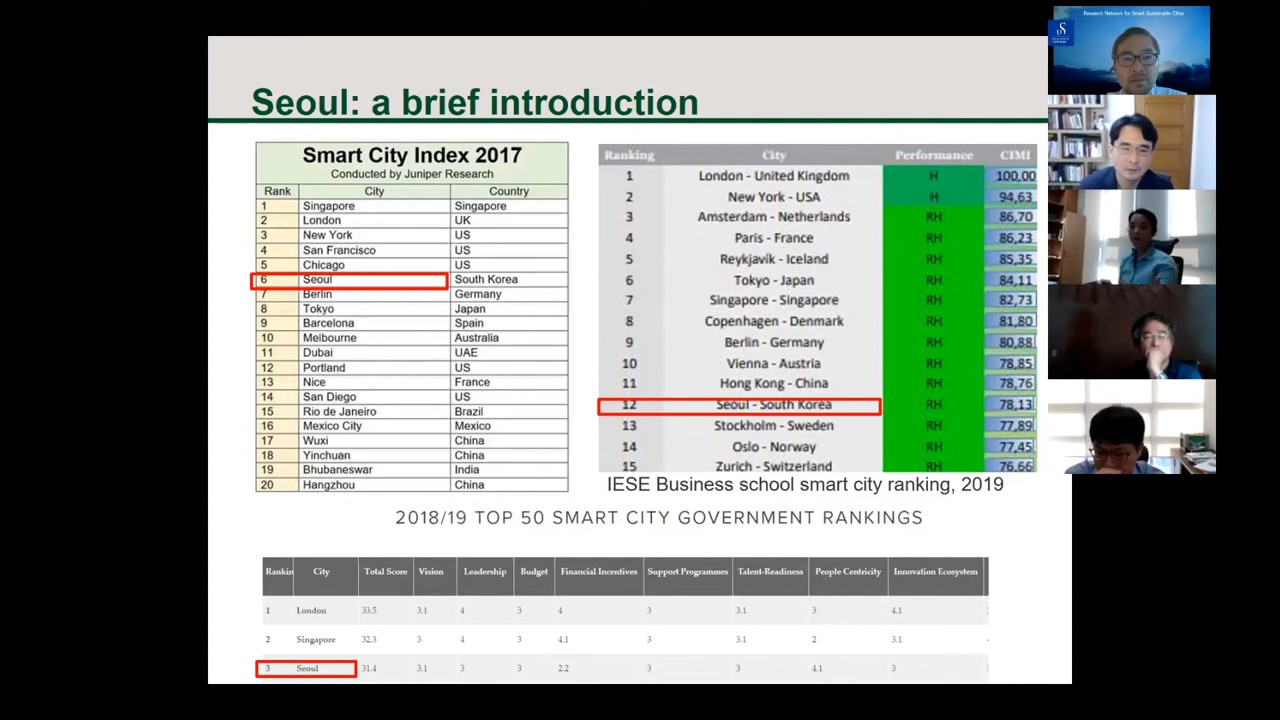 Research Network for Smart Sustainable Cities
Seoul: a brief introduction
Smart City Index 2017
Conducted by Juniper Research
Rank City Country
1 Singapore Singapore
2 London UK
3 New York US
4 San Francisco US
5 Chicago US
6 Seoul South Korea
7 Berlin Germany
8 Tokyo Japan
9 Barcelona Spain
10 Melbourne Australia
11 Dubai UAE
12 Portland US
13 Nice France
14 San Diego US
15 Rio de Janeiro Brazil
16 Mexico City Mexico
17 Wuxi China
18 Yinchuan China
19 Bhubaneswar India
20 Hangzhou China
Ranking City Performance CIMI
1 London - United Kingdom H 100,00
2 New York - USA H 94,63
3 Amsterdam - Netherlands RH 86,70
4 Paris - France RH 86,23
5 Reykjavík - Iceland RH 85,35
6 Tokyo - Japan RH 84,11
7 Singapore - Singapore RH 82,73
8 Copenhagen - Denmark RH 81,80
9 Berlin - Germany RH 80,88
10 Vienna - Austria RH 78,85
11 Hong Kong - China RH 78,76
12 Seoul - South Korea RH 78,13
13 Stockholm - Sweden RH 77,89
14 Oslo - Norway RH 77,45
15 Zurich - Switzerland RH 76,66
IESE Business school smart city ranking, 2019
2018/19 TOP 50 SMART CITY GOVERNMENT RANKINGS
Rankin City Total Score Vision Leadership Budget Financial Incentives Support Programmes Talent-Readiness People Centricity Innovation Ecosystem
1 London 33.5 3.1 4 3 4 3 3.1 3 4.1
2 Singapore 32.3 3 4 3 4.1 3 3.1 2 3.1
3 Seoul 31.4 3.1 3 3 2.2 3 3 4.1 3